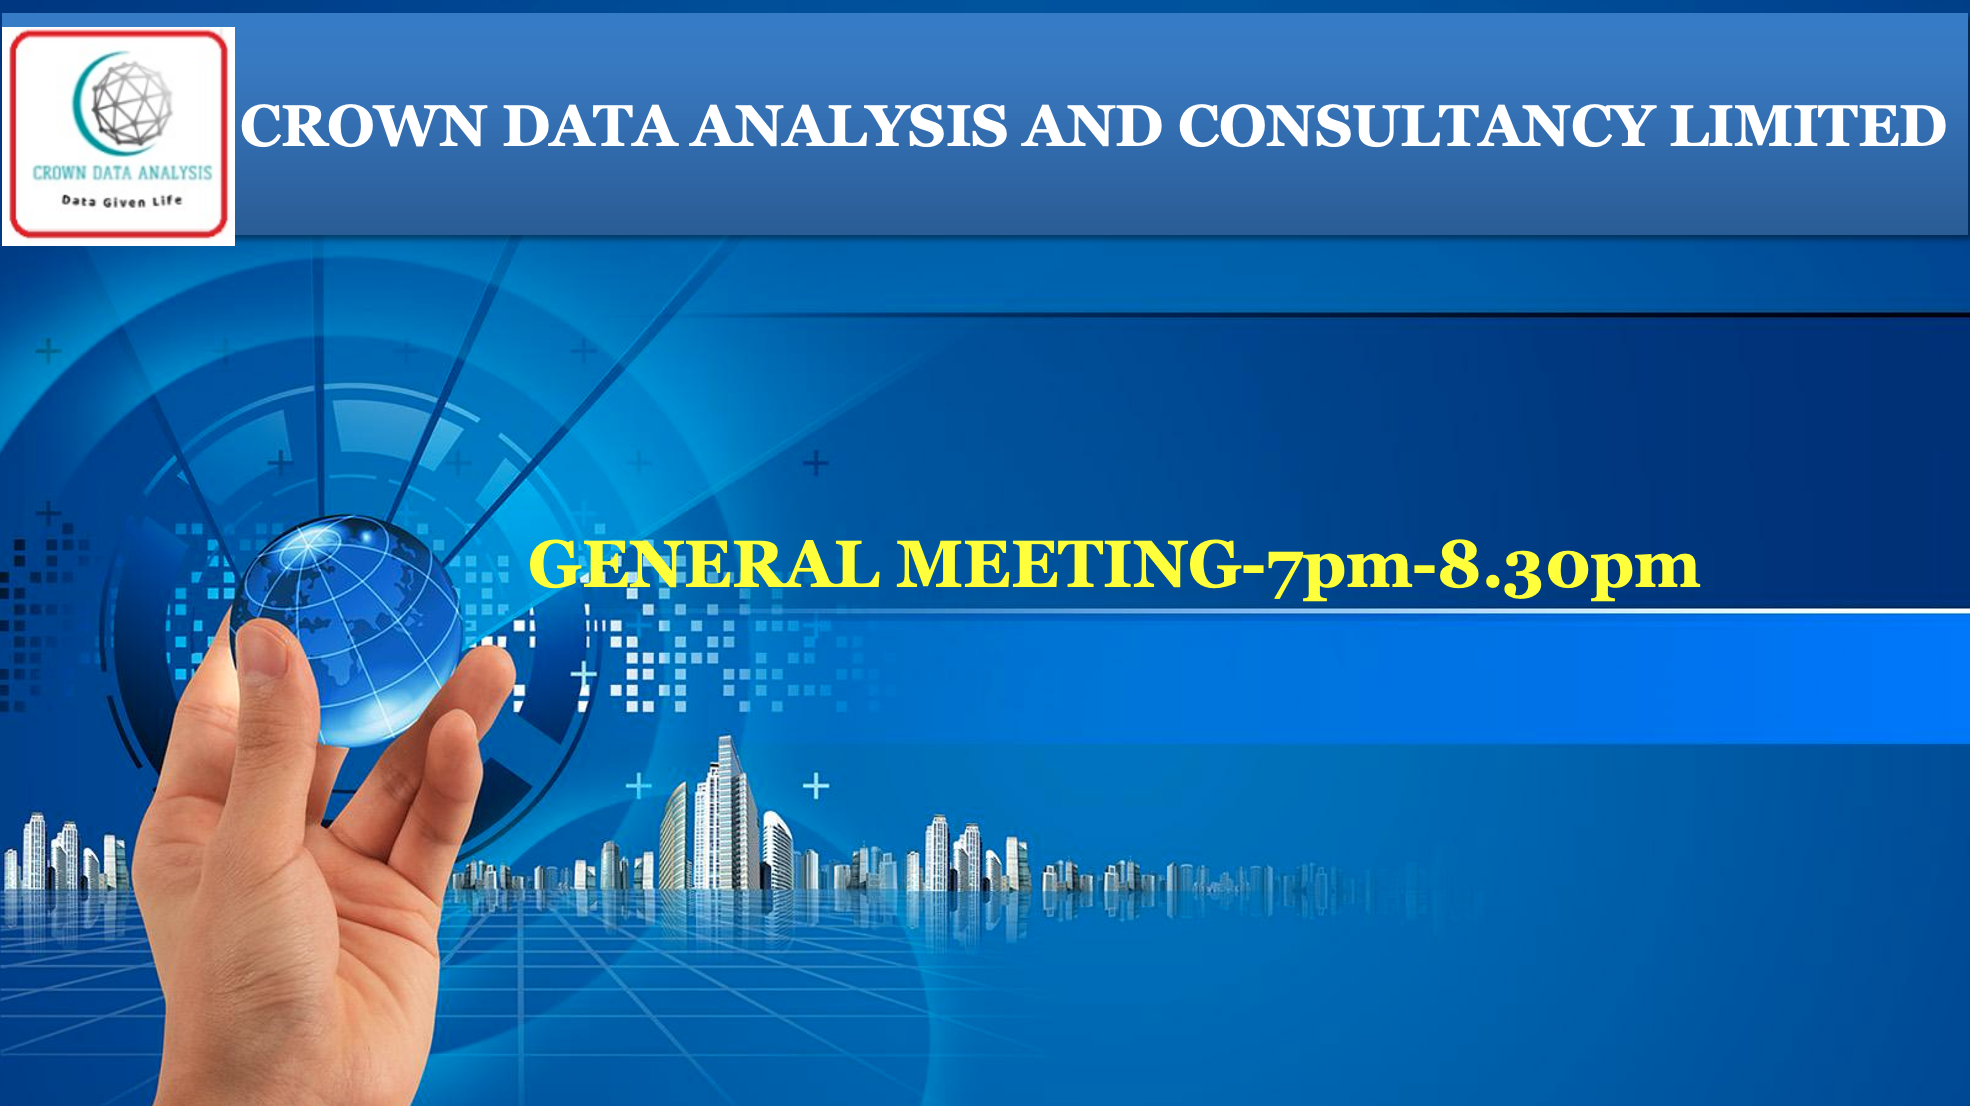 CROWN DATA ANALYSIS AND CONSULTANCY LIMITED
CROWN DATA ANALYSIS
Data Given Life
GENERAL MEETING-7pm-8.30pm